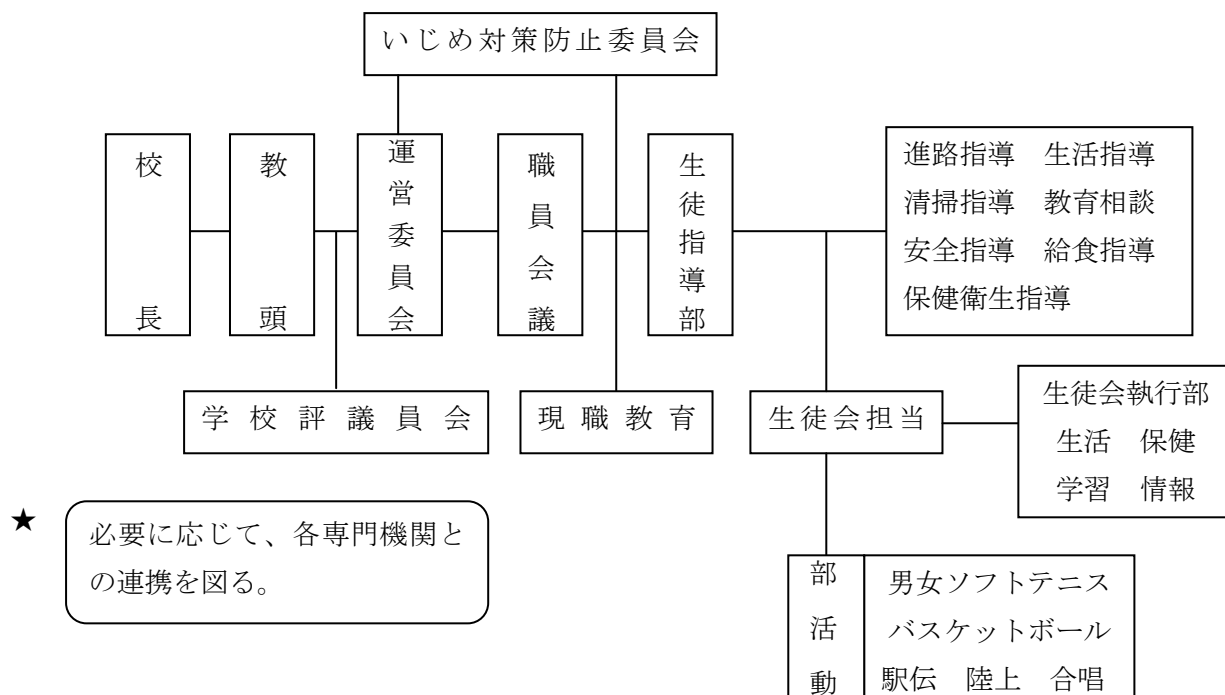 いじめ対策防止委員会
校長
教頭
運営委員会
職員会議
生徒指導部
進路指導　生活指導
清掃指導　教育相談
安全指導　給食指導
保健衛生指導
学校評議員会
現職教育
生徒会担当
生徒会執行部
生活　保健
学習　情報
★
必要に応じて、各専門機関と
の連携を図る。
部活動
男女ソフトテニス
バスケットボール
駅伝　陸上　合唱